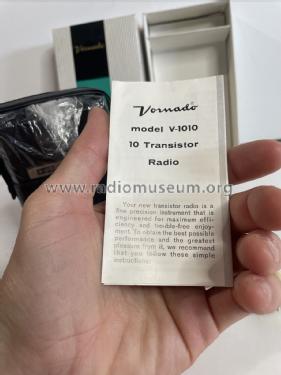 Vornado
Vornado
model V-1010
10 Transistor
Radio
www.radiomuseum.org
Your new transistor radio is a
fine precision instrument that is
engineered for maximum effi-
ciency and trouble-free enjoy-
ment. To obtain the best possible
performance and the greatest
pleasure from it, we recommend
that you follow these simple
instructions: